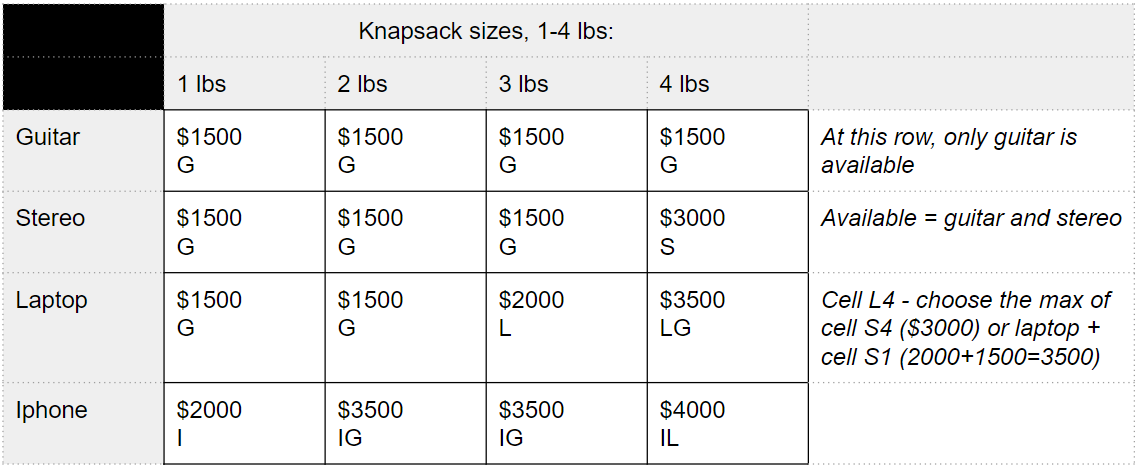 Knapsack sizes, 1-4 lbs:
1 lbs 2 lbs 3 lbs 4 lbs
Guitar $1500 $1500 $1500 $1500 At this row, only guitar is
G G G G available
Stereo $1500 $1500 $1500 $3000 Available = guitar and stereo
G G G S
Laptop $1500 $1500 $2000 $3500 Cell L4 - choose the max of
G G L LG cell S4 ($3000) or laptop +
cell S1 (2000+1500=3500)
Iphone $2000 $3500 $3500 $4000
I IG IG IL